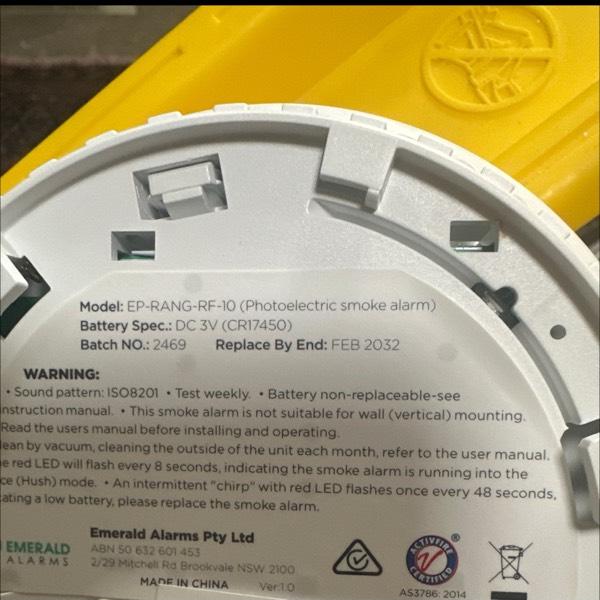 Model: EP-RANG-RF-10 (Photoelectric smoke alarm)
Battery Spec.: DC 3V (CR17450)
Batch NO.: 2469 Replace By End: FEB 2032
WARNING:
• Sound pattern: ISO8201 • Test weekly. • Battery non-replaceable-see
instruction manual. • This smoke alarm is not suitable for wall (vertical) mounting.
Read the users manual before installing and operating.
lean by vacuum, cleaning the outside of the unit each month, refer to the user manual.
e red LED will flash every 8 seconds, indicating the smoke alarm is running into the
ce (Hush) mode. • An intermittent "chirp" with red LED flashes once every 48 seconds,
ating a low battery, please replace the smoke alarm.
EMERALD
ALARMS
Emerald Alarms Pty Ltd
ABN 50 632 601 453
2/29 Mitchell Rd Brookvale NSW 2100
MADE IN CHINA Ver:1.0
ACTIVFIRE
CERTIFIED
®
AS3786: 2014